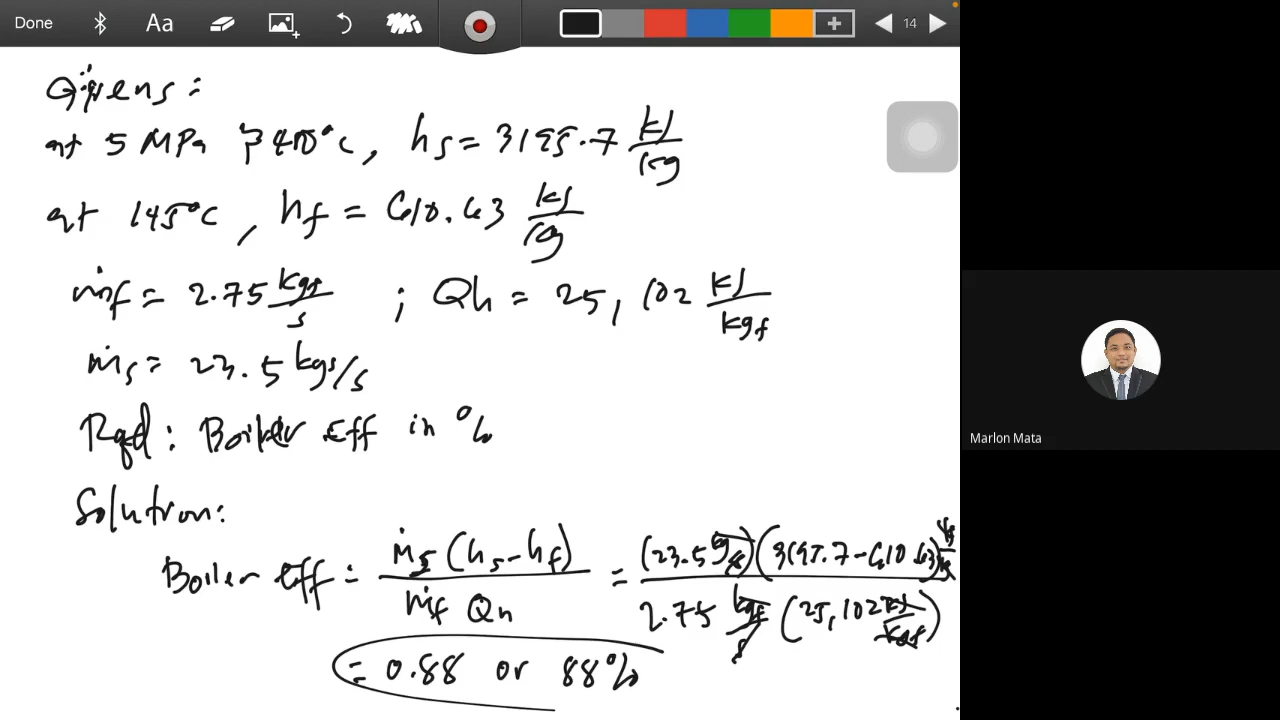 Done Aa 14
Givens:
at 5 MPa & 400°C, hs = 3195.7 kJ/kg
at 145°C, hf = 610.63 kJ/kg
ṁf = 2.75 kgf/s ; Qh = 25,102 kJ/kgf
ṁs = 23.5 kgs/s
Rqd: Boiler Eff in %
Solution:
Boiler eff = ṁs (hs - hf) / ṁf Qh = (23.5 kg/s)(3195.7 - 610.63) kJ/kg / 2.75 kgf/s (25,102 kJ/kgf)
= 0.88 or 88%
Marlon Mata